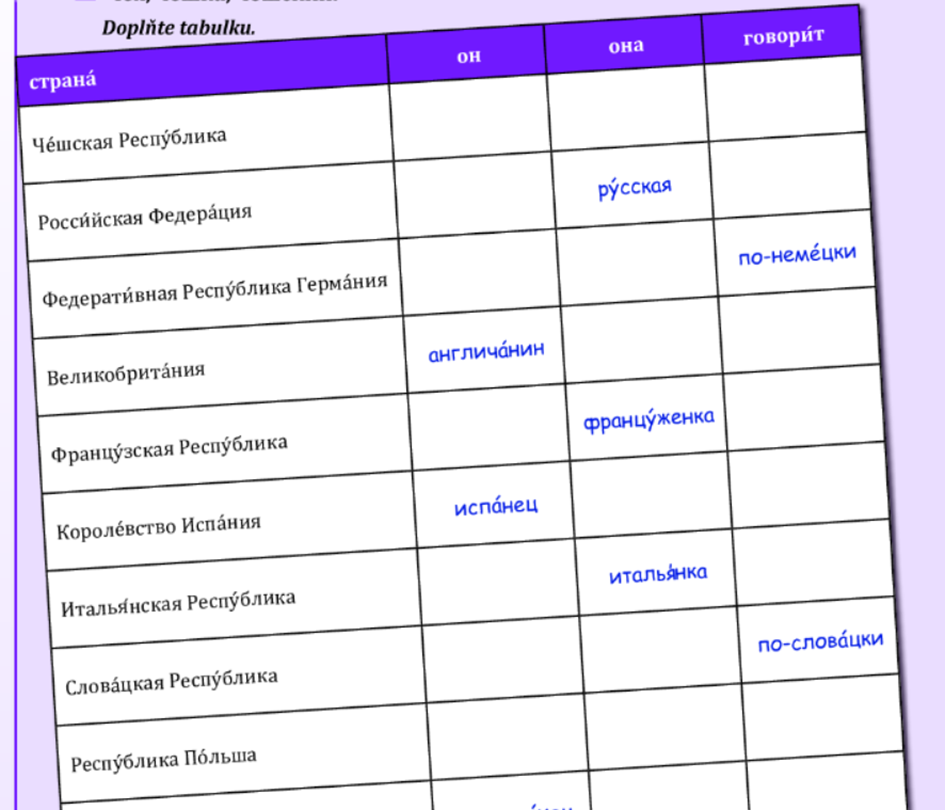 Doplňte tabulku.
страна́ он она говори́т
Че́шская Респу́блика
Росси́йская Федера́ция ру́сская
Федерати́вная Респу́блика Герма́ния по-неме́цки
Великобрита́ния англича́нин
Францу́зская Респу́блика францу́женка
Короле́вство Испа́ния испа́нец
Италья́нская Респу́блика италья́нка
Слова́цкая Респу́блика по-слова́цки
Респу́блика По́льша